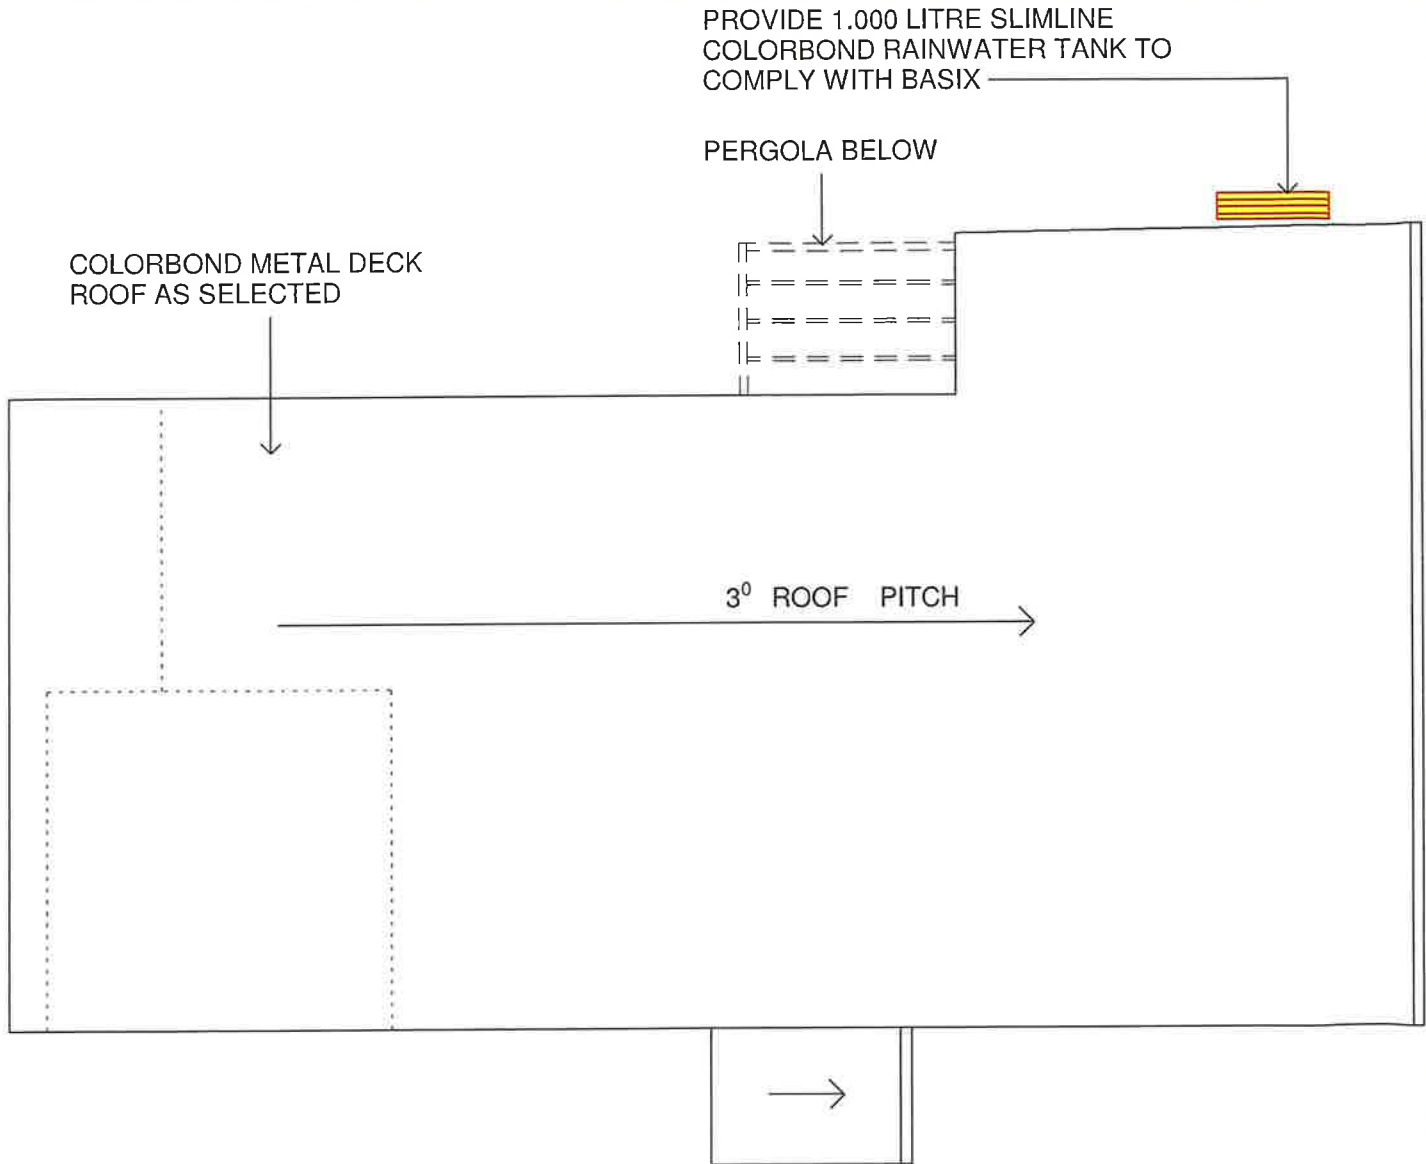 PROVIDE 1.000 LITRE SLIMLINE
COLORBOND RAINWATER TANK TO
COMPLY WITH BASIX
PERGOLA BELOW
COLORBOND METAL DECK
ROOF AS SELECTED
3⁰ ROOF PITCH